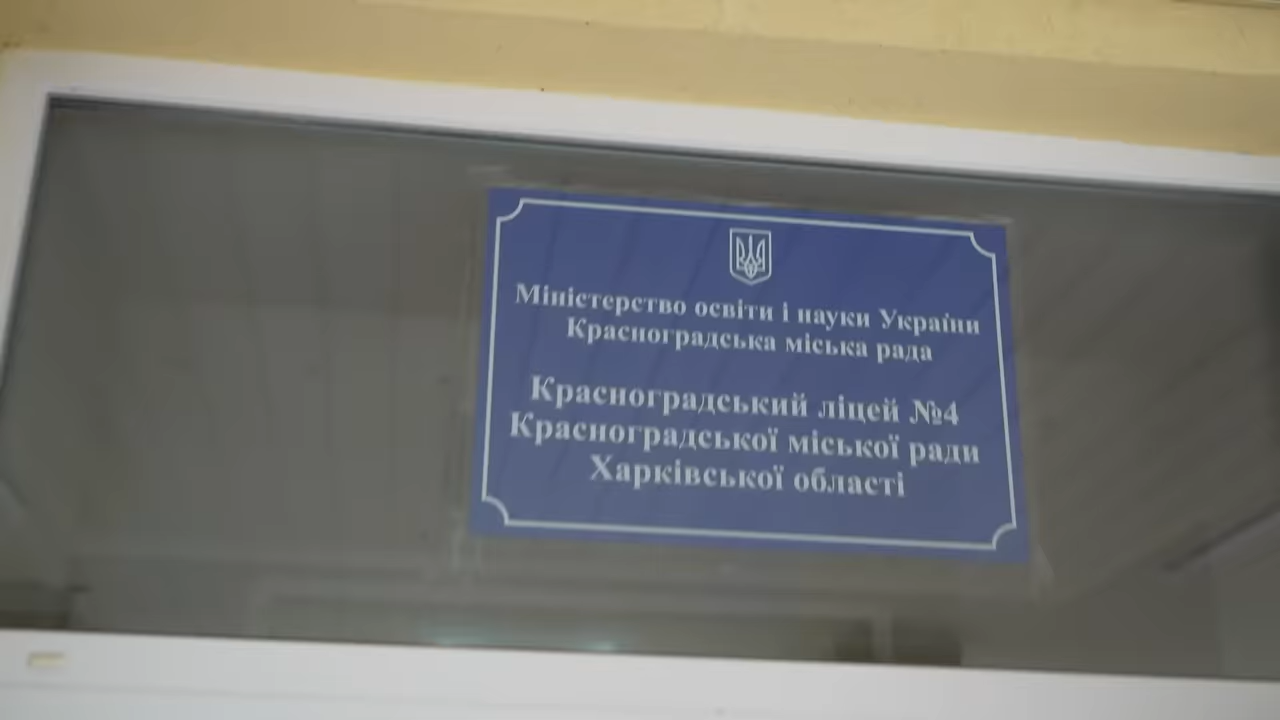 Міністерство освіти і науки України
Красноградська міська рада
Красноградський ліцей №4
Красноградської міської ради
Харківської області